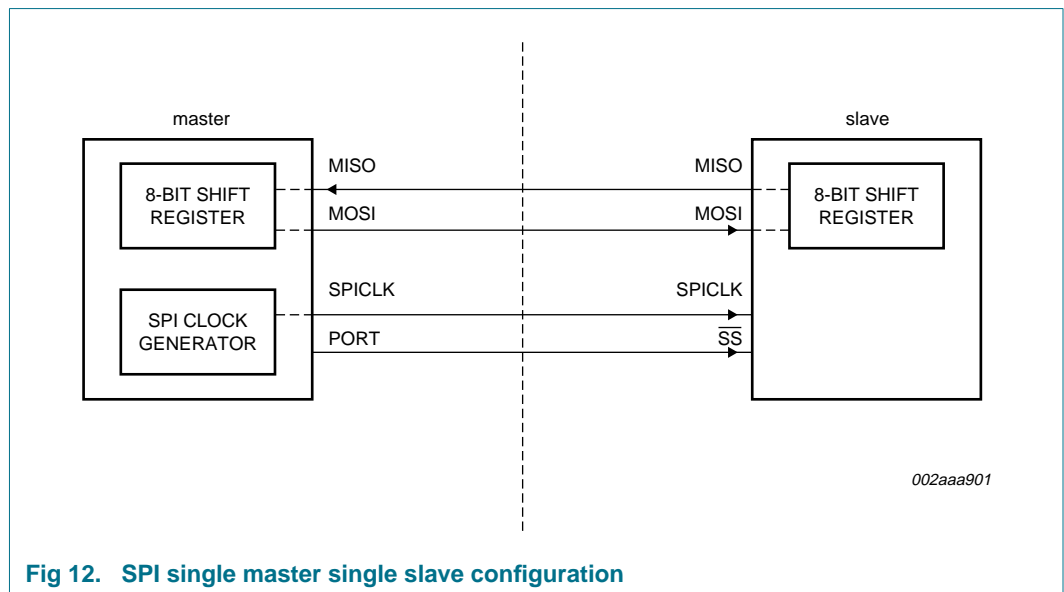 master
slave
8-BIT SHIFT
REGISTER
MISO
MISO
MOSI
MOSI
8-BIT SHIFT
REGISTER
SPI CLOCK
GENERATOR
SPICLK
SPICLK
PORT
S̅S̅
002aaa901
Fig 12. SPI single master single slave configuration